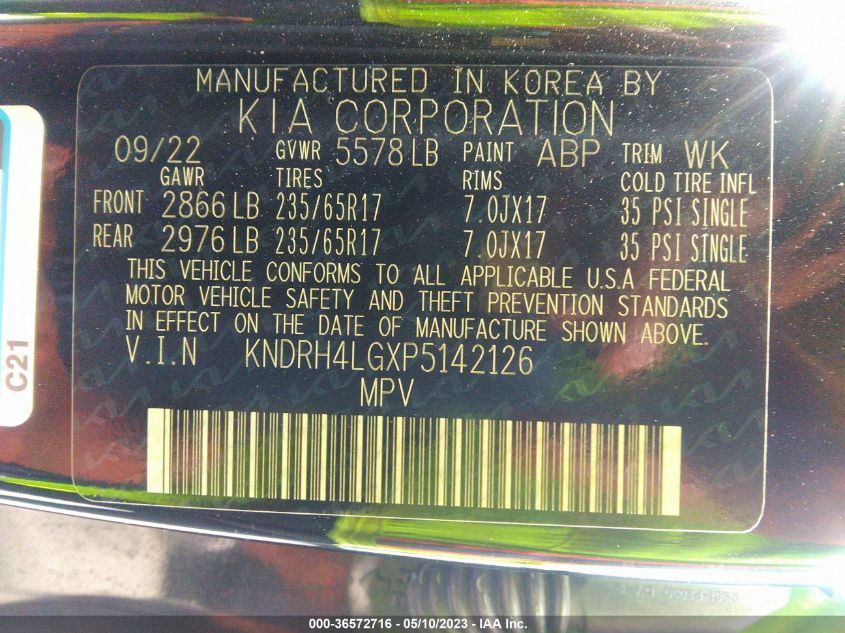 MANUFACTURED IN KOREA BY
KIA CORPORATION
09/22 GVWR 5578 LB PAINT ABP TRIM WK
GAWR TIRES RIMS COLD TIRE INFL
FRONT 2866 LB 235/65R17 7.0JX17 35 PSI SINGLE
REAR 2976 LB 235/65R17 7.0JX17 35 PSI SINGLE
THIS VEHICLE CONFORMS TO ALL APPLICABLE U.S.A FEDERAL
MOTOR VEHICLE SAFETY AND THEFT PREVENTION STANDARDS
IN EFFECT ON THE DATE OF MANUFACTURE SHOWN ABOVE.
V.I.N KNDRH4LGXP5142126
MPV
C21
000-36572716 - 05/10/2023 - IAA Inc.